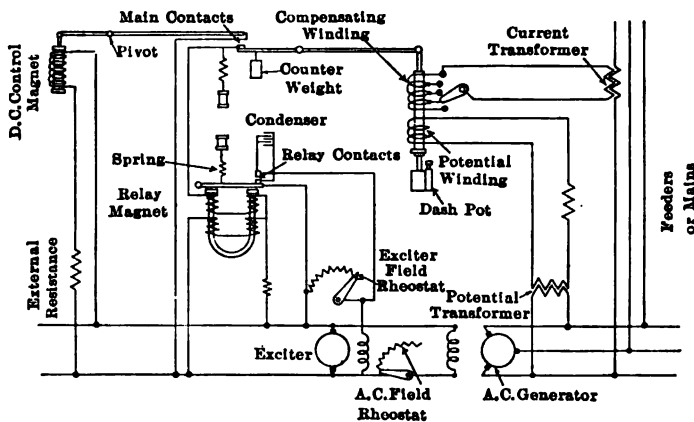 Main Contacts
Compensating
Winding
Current
Transformer
Pivot
D.C.Control
Magnet
Counter
Weight
Condenser
Spring
Relay Contacts
Potential
Winding
Relay
Magnet
Dash Pot
Feeders
or Mains
External
Resistance
Exciter
Field
Rheostat
Potential
Transformer
Exciter
A.C.Field
Rheostat
A.C.Generator